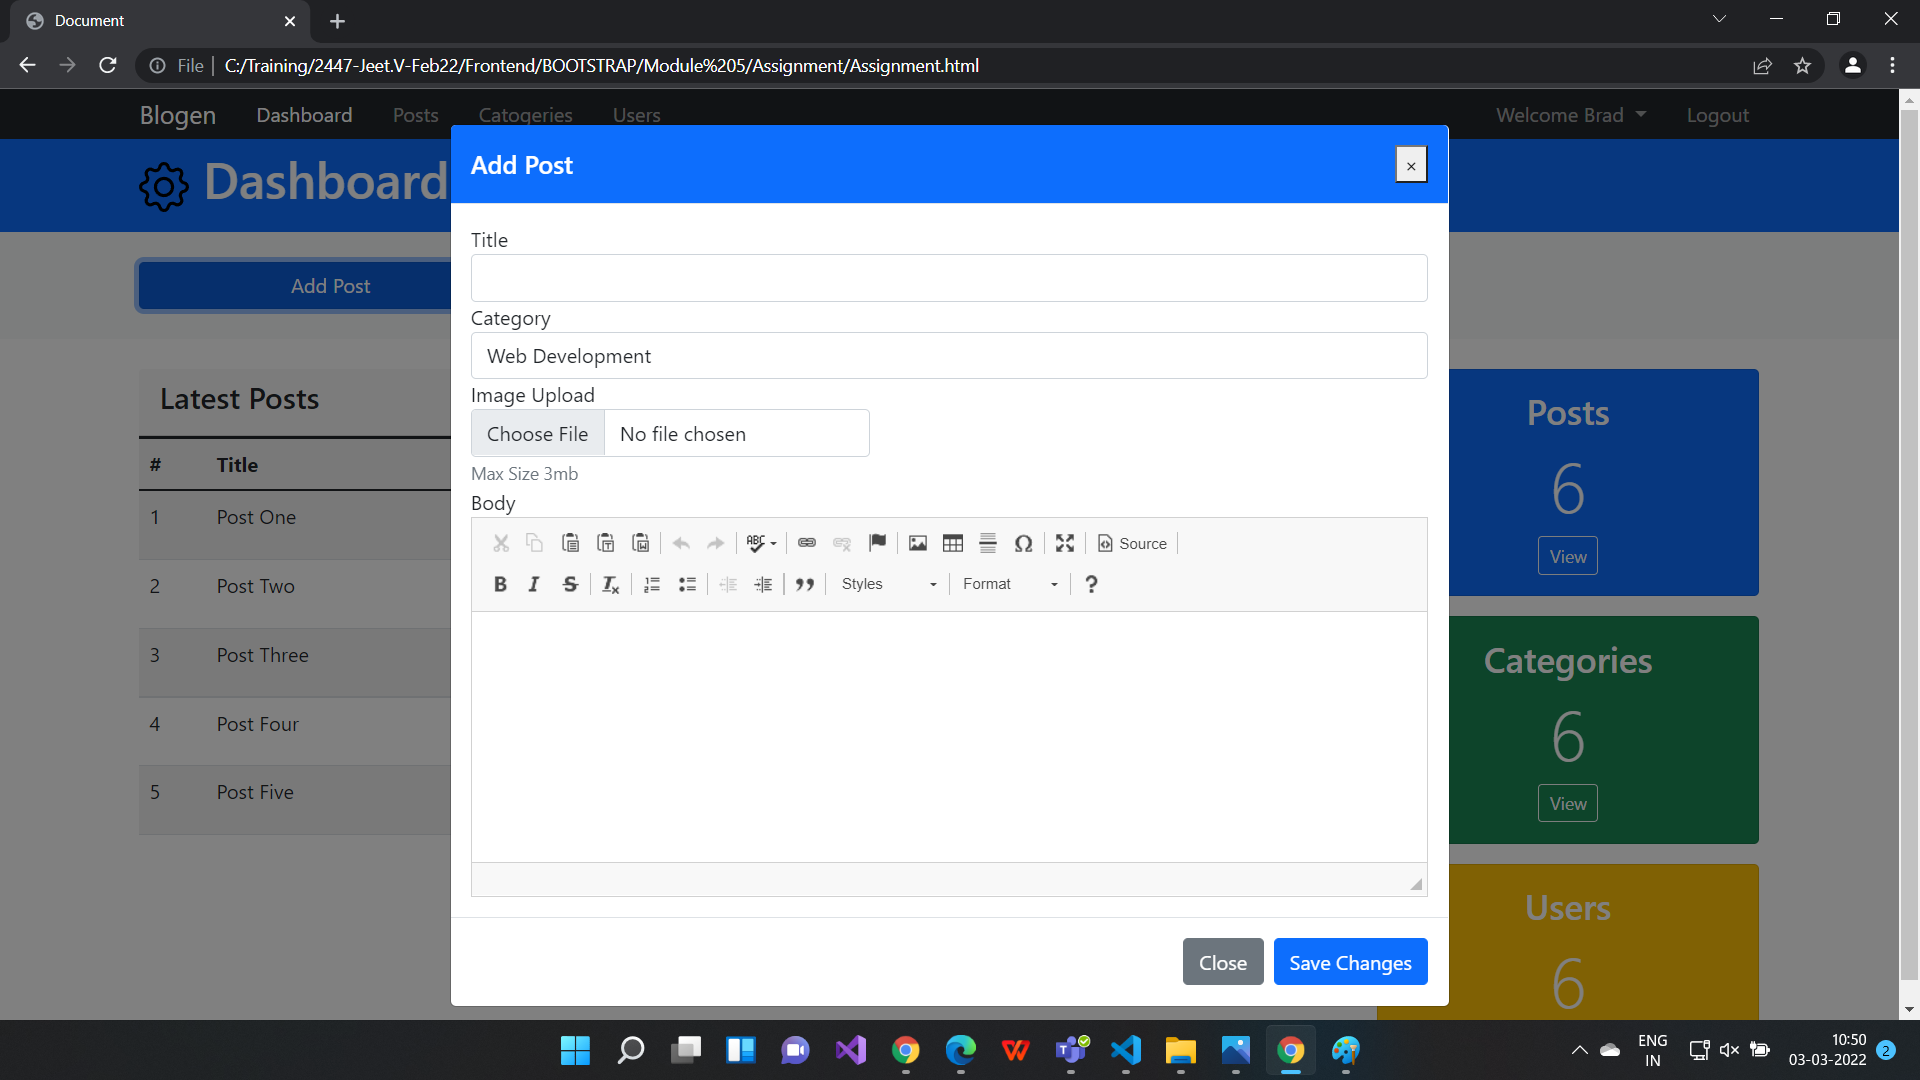 Document
File
C:/Training/2447-Jeet.V-Feb22/Frontend/BOOTSTRAP/Module%205/Assignment/Assignment.html
Blogen Dashboard Posts Catogeries Users Welcome Brad Logout
Dashboard
Add Post
Add Post
×
Title
Category
Web Development
Image Upload
Choose File No file chosen
Max Size 3mb
Body
ABC
Source
B I S Tx
Styles Format ?
Close Save Changes
Latest Posts
# Title
1 Post One
2 Post Two
3 Post Three
4 Post Four
5 Post Five
Posts
6
View
Categories
6
View
Users
6
ENG
IN
10:50
03-03-2022
2